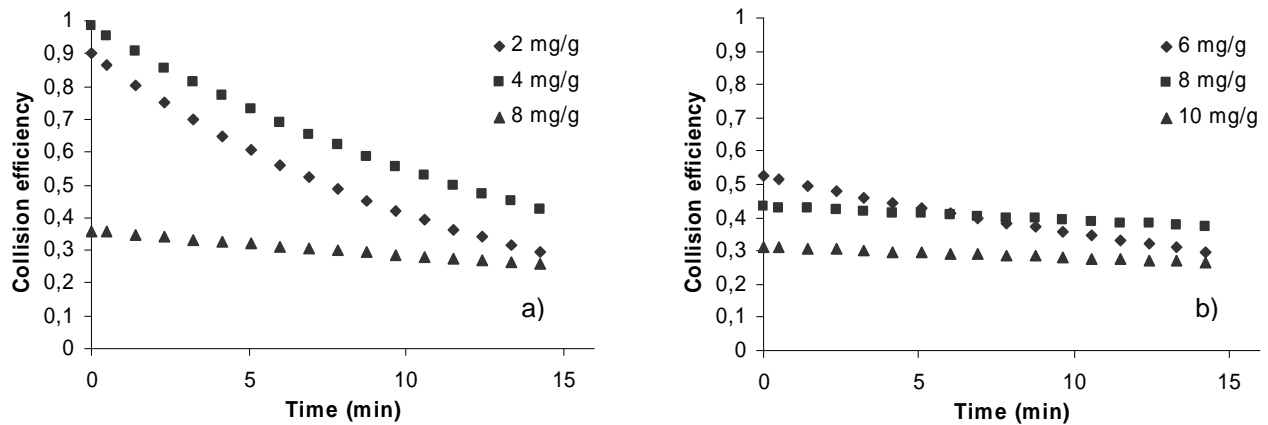 1
0,9
0,8
0,7
0,6
0,5
0,4
0,3
0,2
0,1
0
Collision efficiency
0 5 10 15
Time (min)
2 mg/g
4 mg/g
8 mg/g
a)
1
0,9
0,8
0,7
0,6
0,5
0,4
0,3
0,2
0,1
0
Collision efficiency
0 5 10 15
Time (min)
6 mg/g
8 mg/g
10 mg/g
b)